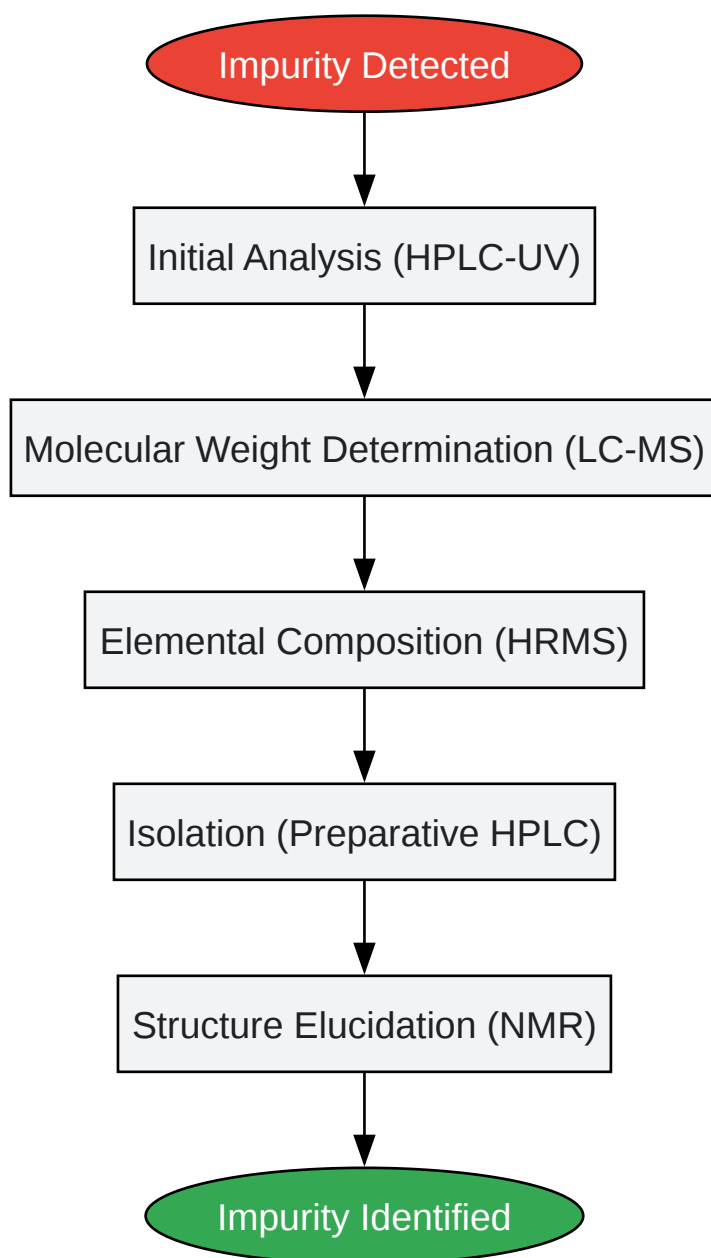 Impurity Detected
Initial Analysis (HPLC-UV)
Molecular Weight Determination (LC-MS)
Elemental Composition (HRMS)
Isolation (Preparative HPLC)
Structure Elucidation (NMR)
Impurity Identified